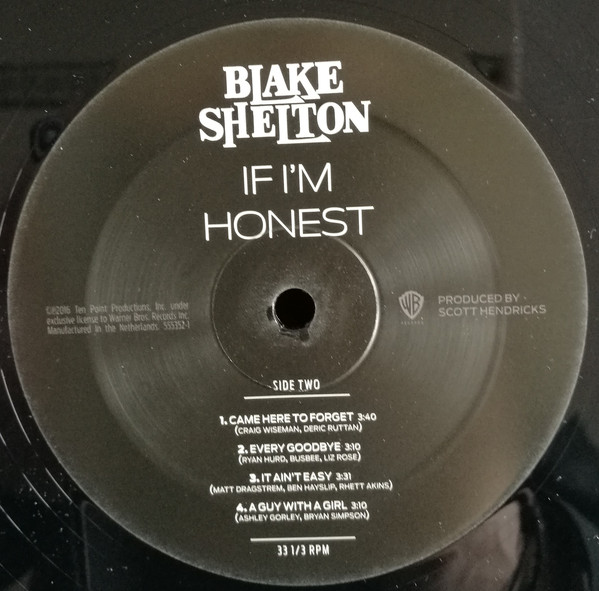 BLAKE
SHELTON
IF I'M
HONEST
©℗2016 Ten Point Productions, Inc. under
exclusive license to Warner Bros. Records Inc.
Manufactured in the Netherlands. 555352-1
WB
RECORDS
PRODUCED BY
SCOTT HENDRICKS
SIDE TWO
1. CAME HERE TO FORGET 3:40
(CRAIG WISEMAN, DERIC RUTTAN)
2. EVERY GOODBYE 3:10
(RYAN HURD, BUSBEE, LIZ ROSE)
3. IT AIN'T EASY 3:31
(MATT DRAGSTREM, BEN HAYSLIP, RHETT AKINS)
4. A GUY WITH A GIRL 3:10
(ASHLEY GORLEY, BRYAN SIMPSON)
33 1/3 RPM